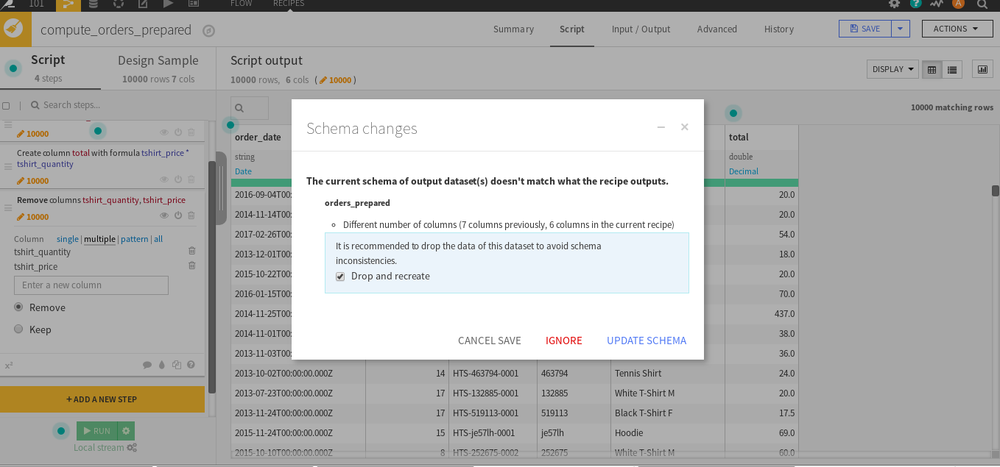 101 FLOW RECIPES
compute_orders_prepared
Summary Script Input / Output Advanced History
SAVE ACTIONS
Script
4 steps
Design Sample
10000 rows 7 cols
Search steps...
10000
Create column total with formula tshirt_price *
tshirt_quantity
10000
Remove columns tshirt_quantity, tshirt_price
10000
Column single | multiple | pattern | all
tshirt_quantity
tshirt_price
Enter a new column
Remove
Keep
x²
+ ADD A NEW STEP
RUN
Local stream
Script output
10000 rows, 6 cols ( 10000 )
DISPLAY
10000 matching rows
order_date total
string double
Date Decimal
2016-09-04T00: 20.0
2014-11-14T00: 20.0
2017-02-26T00: 54.0
2013-12-01T00: 18.0
2015-10-22T00: 20.0
2016-01-15T00: 70.0
2014-11-25T00: 437.0
2014-11-01T00: 38.0
2013-11-03T00: 36.0
2013-10-02T00:00:00.000Z 14 HTS-463794-0001 463794 Tennis Shirt 24.0
2013-07-23T00:00:00.000Z 17 HTS-132885-0001 132885 White T-Shirt M 20.0
2013-11-24T00:00:00.000Z 17 HTS-519113-0001 519113 Black T-Shirt F 17.5
2015-11-24T00:00:00.000Z 15 HTS-je57lh-0001 je57lh Hoodie 69.0
2015-10-10T00:00:00.000Z 8 HTS-252675-0002 252675 White T-Shirt M 60.0
Schema changes
The current schema of output dataset(s) doesn't match what the recipe outputs.
orders_prepared
Different number of columns (7 columns previously, 6 columns in the current recipe)
It is recommended to drop the data of this dataset to avoid schema
inconsistencies.
Drop and recreate
CANCEL SAVE IGNORE UPDATE SCHEMA